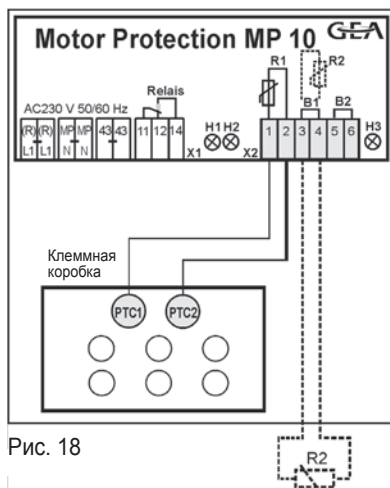 Motor Protection MP 10 GEA
R1 R2
Relais
AC230 V 50/60 Hz
B1 B2
(R) (R) MP MP 43 43 11 12 14 H1 H2 1 2 3 4 5 6 H3
L1 L1 N N X1 X2
Клеммная
коробка
PTC1 PTC2
Рис. 18
R2